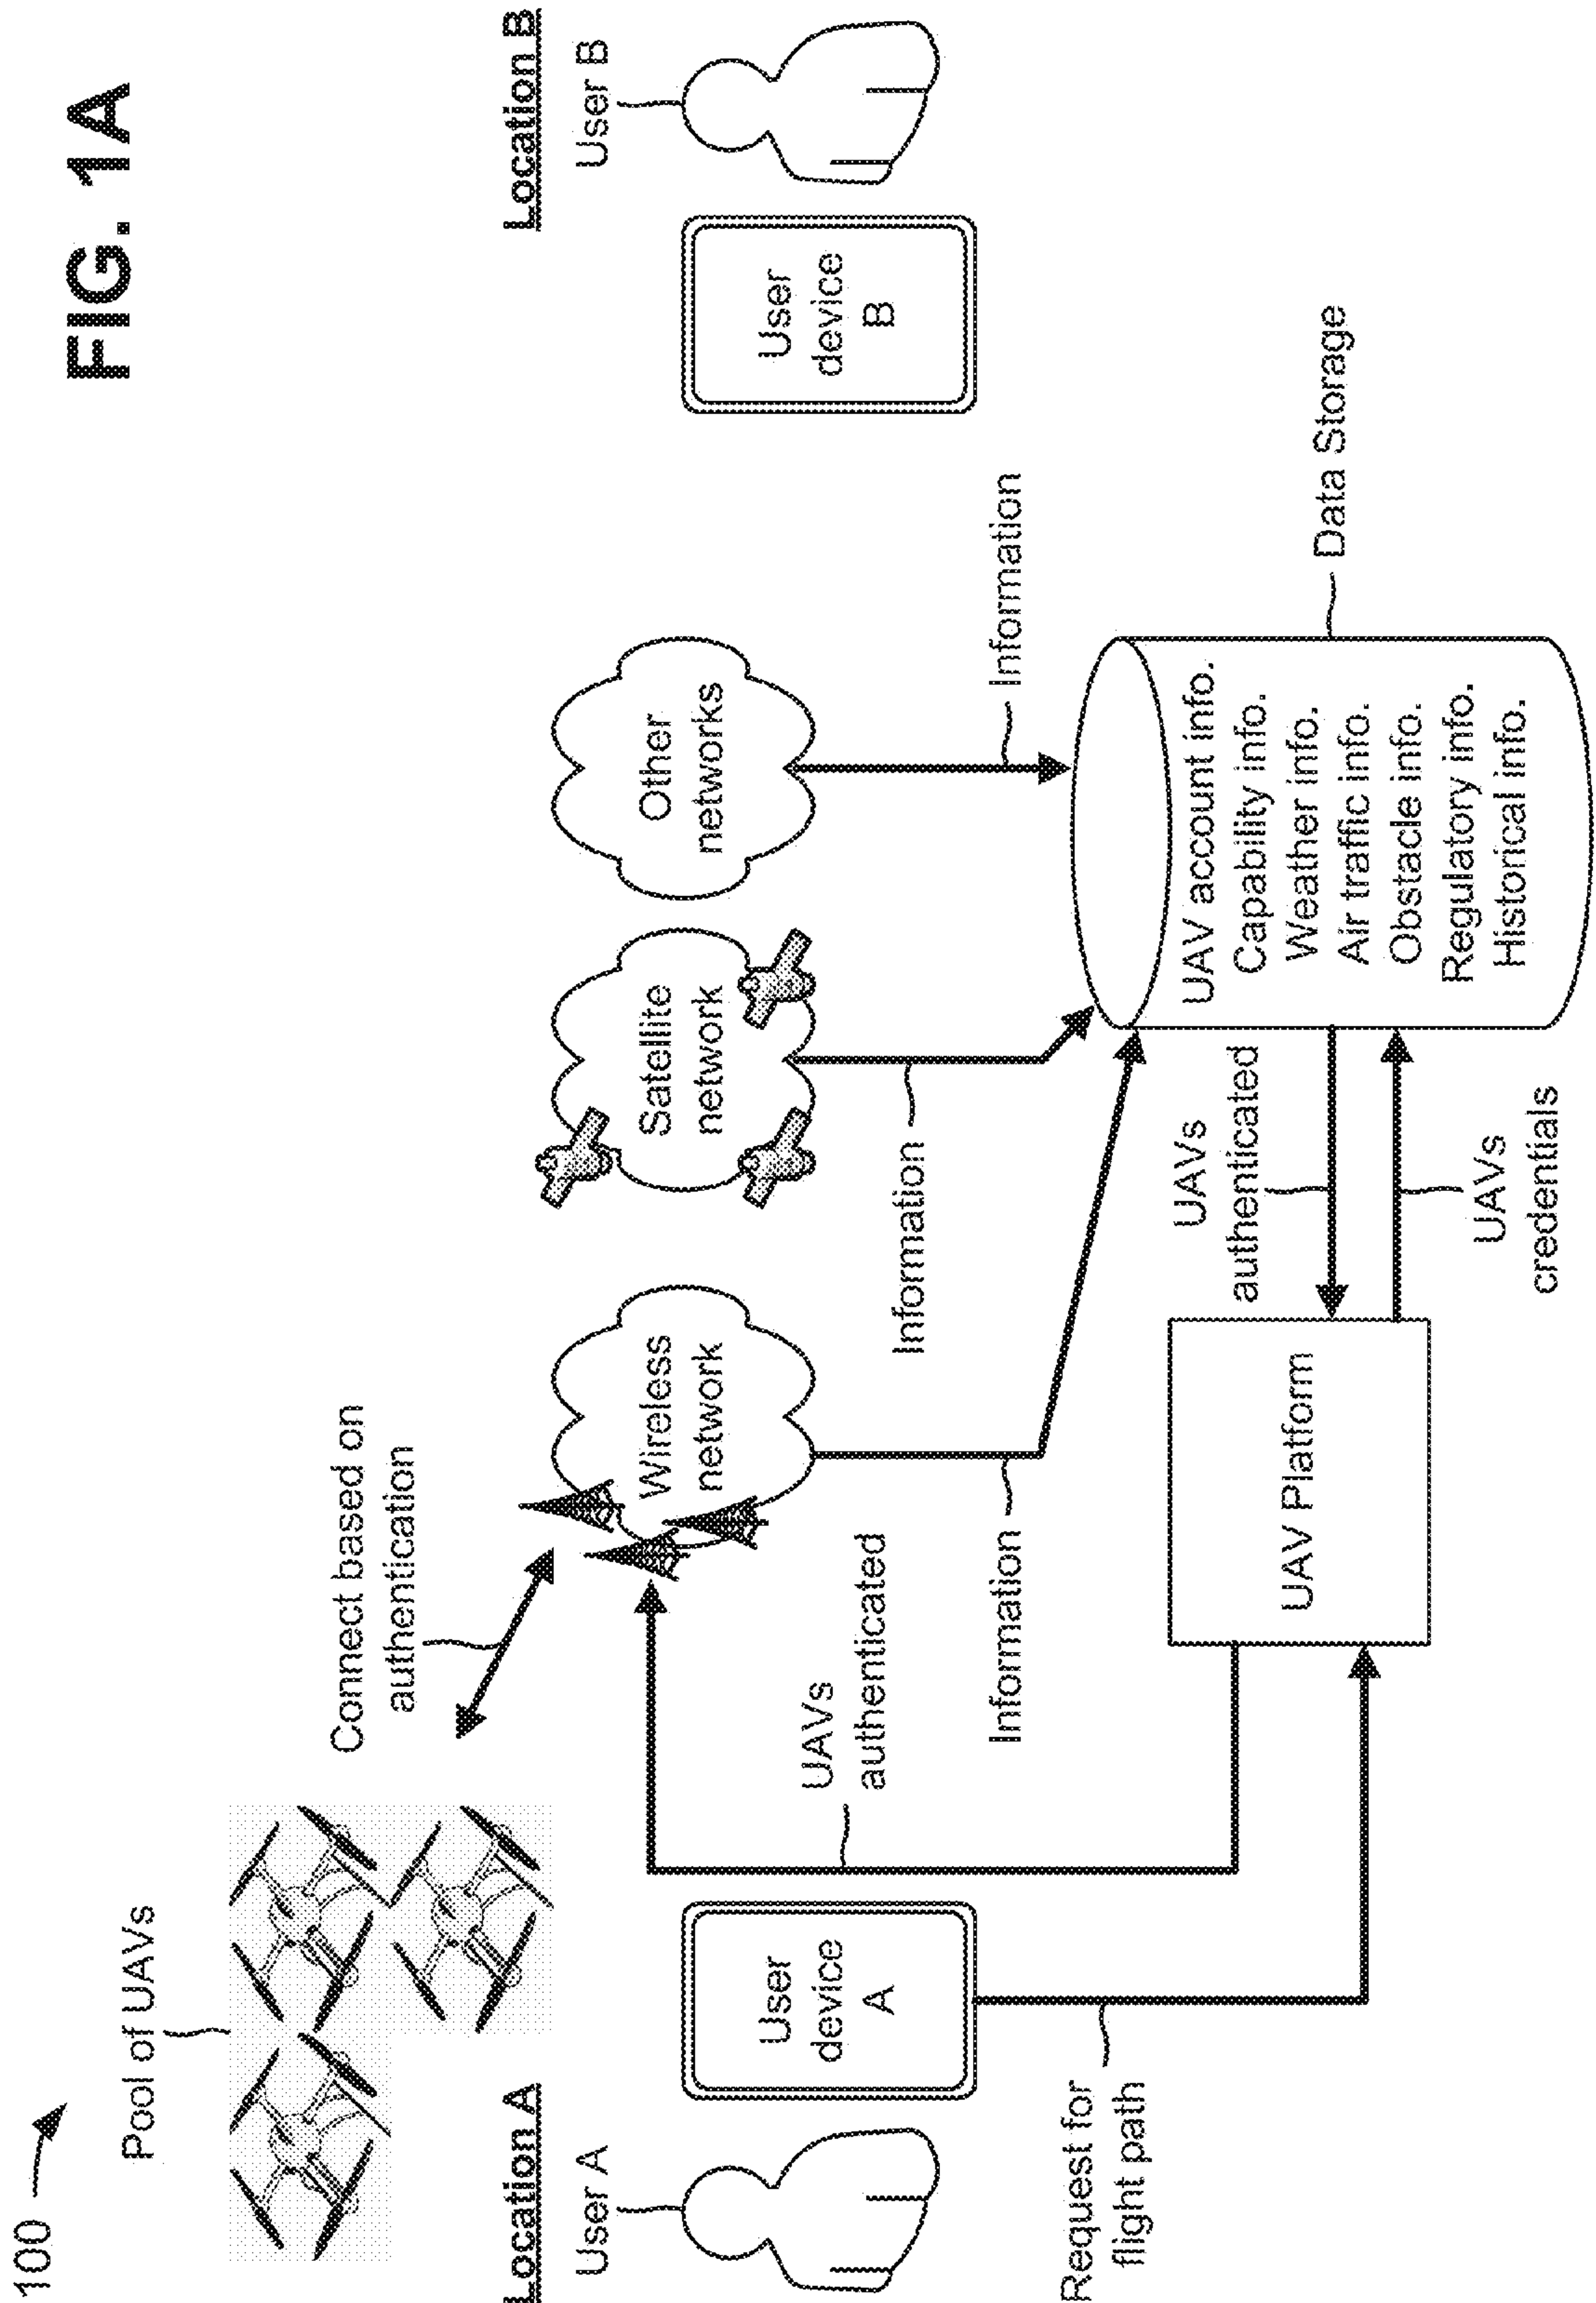 100
FIG. 1A
Pool of UAVs
Connect based on
authentication
Location A
Location B
User A
User B
User
device
A
Wireless
network
Satellite
network
Other
networks
User
device
B
UAVs
authenticated
Information
Information
Information
Request for
flight path
UAV Platform
UAVs
authenticated
UAVs
credentials
UAV account info.
Capability info.
Weather info.
Air traffic info.
Obstacle info.
Regulatory info.
Historical info.
Data Storage